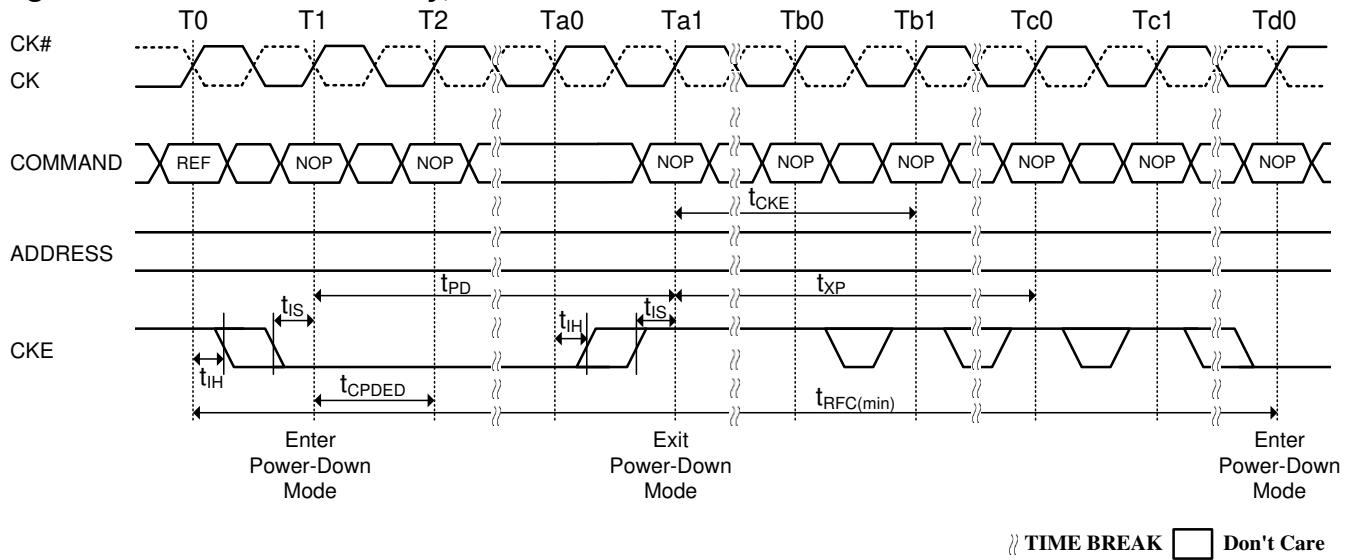 T0 T1 T2 Ta0 Ta1 Tb0 Tb1 Tc0 Tc1 Td0
CK#
CK
COMMAND REF NOP NOP NOP NOP NOP NOP NOP NOP
tCKE
ADDRESS
tPD tXP
tIS tIH tIS
CKE
tIH
tCPDED
tRFC(min)
Enter Power-Down Mode
Exit Power-Down Mode
Enter Power-Down Mode
TIME BREAK Don't Care